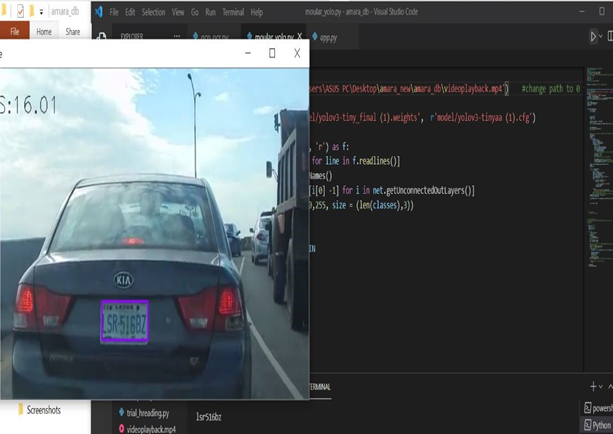 amara_db
File
Home
Share
File Edit Selection View Go Run Terminal Help
moular_yolo.py - amara_db - Visual Studio Code
EXPLORER
moular_yolo.py
app.py
S:16.01
KIA
LSR-516BZ
sers\ASUS PC\Desktop\amara_new\amara_db\videoplayback.mp4') #change path to 0
el/yolov3-tiny_final (1).weights', r'model/yolov3-tinyaa (1).cfg')
, 'r') as f:
for line in f.readlines()]
Names()
[i[0] -1] for i in net.getUnconnectedOutLayers()]
0,255, size = (len(classes),3))
IN
TERMINAL
Screenshots
trial_hreading.py
videoplayback.mp4
lsr516bz
powersh
Python